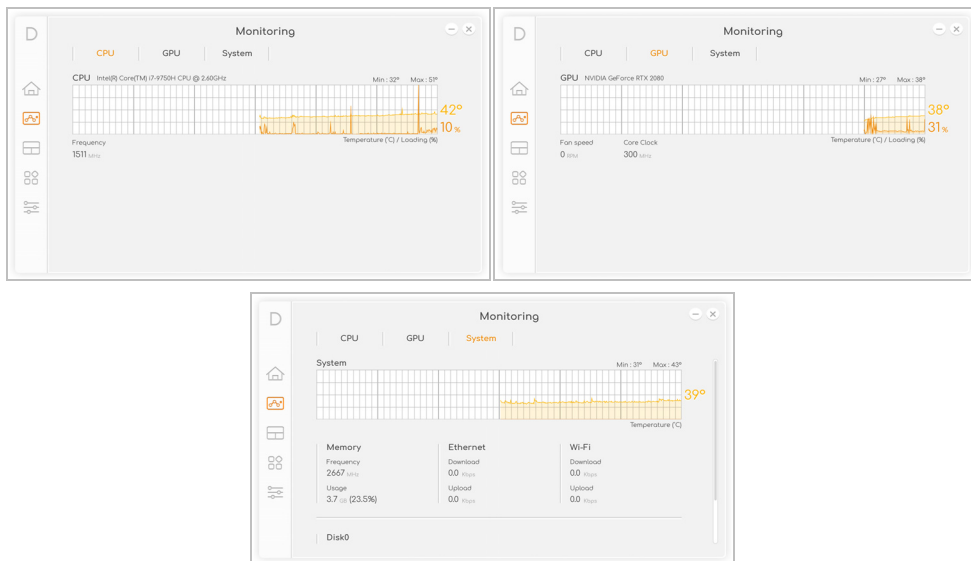 D
Monitoring
CPU GPU System
CPU Intel(R) Core(TM) i7-9750H CPU @ 2.60GHz
Min : 32° Max : 51°
42°
10 %
Temperature (°C) / Loading (%)
Frequency
1511 MHz
D
Monitoring
CPU GPU System
GPU NVIDIA GeForce RTX 2080
Min : 27° Max : 38°
38°
31 %
Temperature (°C) / Loading (%)
Fan speed Core Clock
0 RPM 300 MHz
D
Monitoring
CPU GPU System
System
Min : 31° Max : 43°
39°
Temperature (°C)
Memory Ethernet Wi-Fi
Frequency Download Download
2667 MHz 0.0 Kbps 0.0 Kbps
Usage Upload Upload
3.7 GB (23.5%) 0.0 Kbps 0.0 Kbps
Disk0